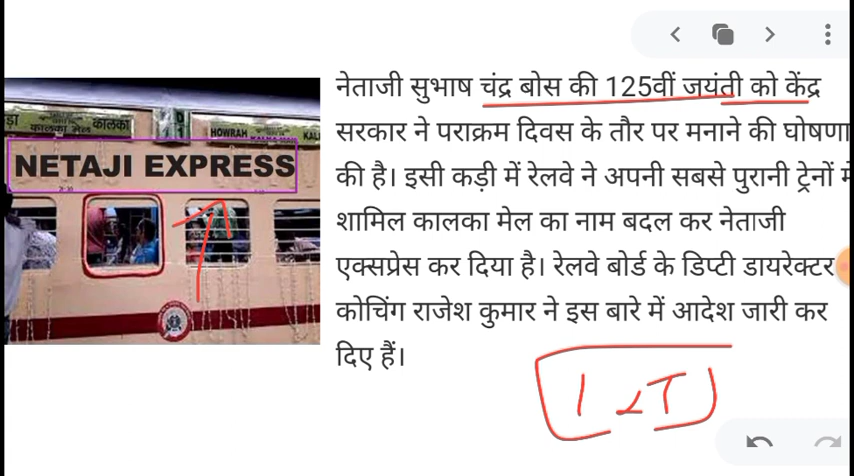 कालका मेल
कालका
HOWRAH
NETAJI EXPRESS
नेताजी सुभाष चंद्र बोस की 125वीं जयंती को केंद्र
सरकार ने पराक्रम दिवस के तौर पर मनाने की घोषणा
की है। इसी कड़ी में रेलवे ने अपनी सबसे पुरानी ट्रेनों में
शामिल कालका मेल का नाम बदल कर नेताजी
एक्सप्रेस कर दिया है। रेलवे बोर्ड के डिप्टी डायरेक्टर
कोचिंग राजेश कुमार ने इस बारे में आदेश जारी कर
दिए हैं।